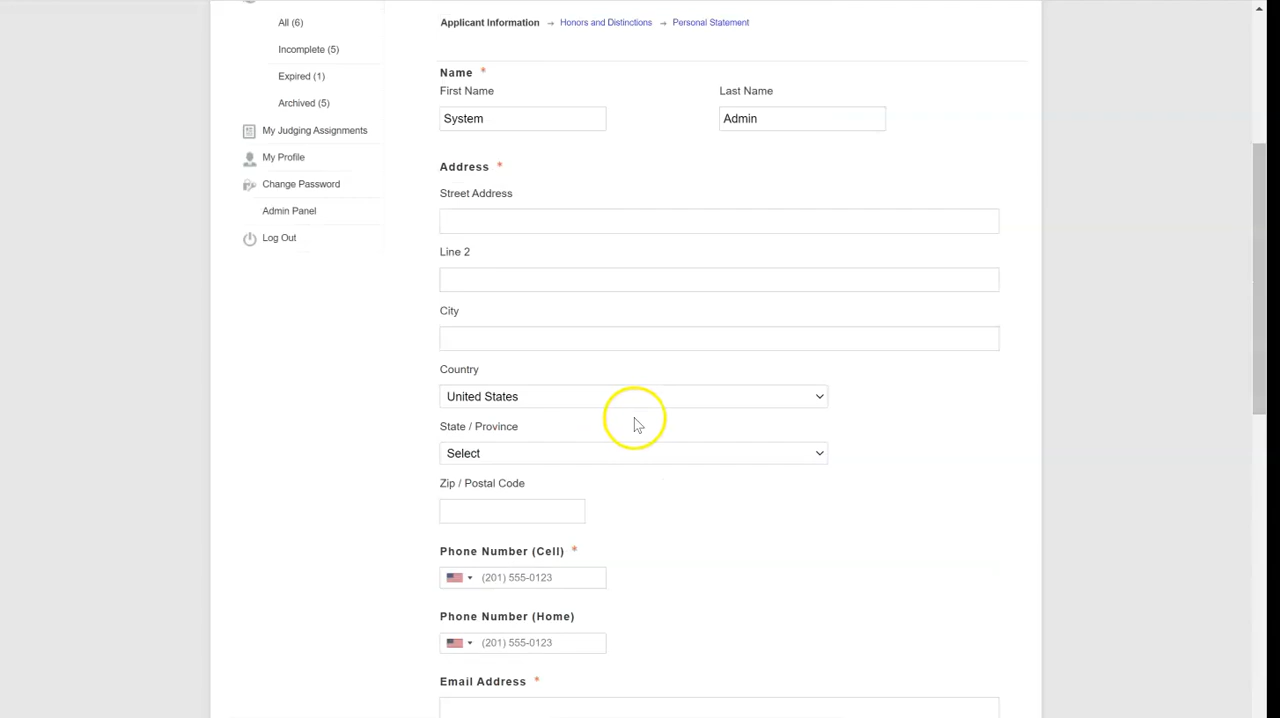 All (6)
Incomplete (5)
Expired (1)
Archived (5)
My Judging Assignments
My Profile
Change Password
Admin Panel
Log Out
Applicant Information → Honors and Distinctions → Personal Statement
Name *
First Name Last Name
System Admin
Address *
Street Address
Line 2
City
Country
United States
State / Province
Select
Zip / Postal Code
Phone Number (Cell) *
(201) 555-0123
Phone Number (Home)
(201) 555-0123
Email Address *